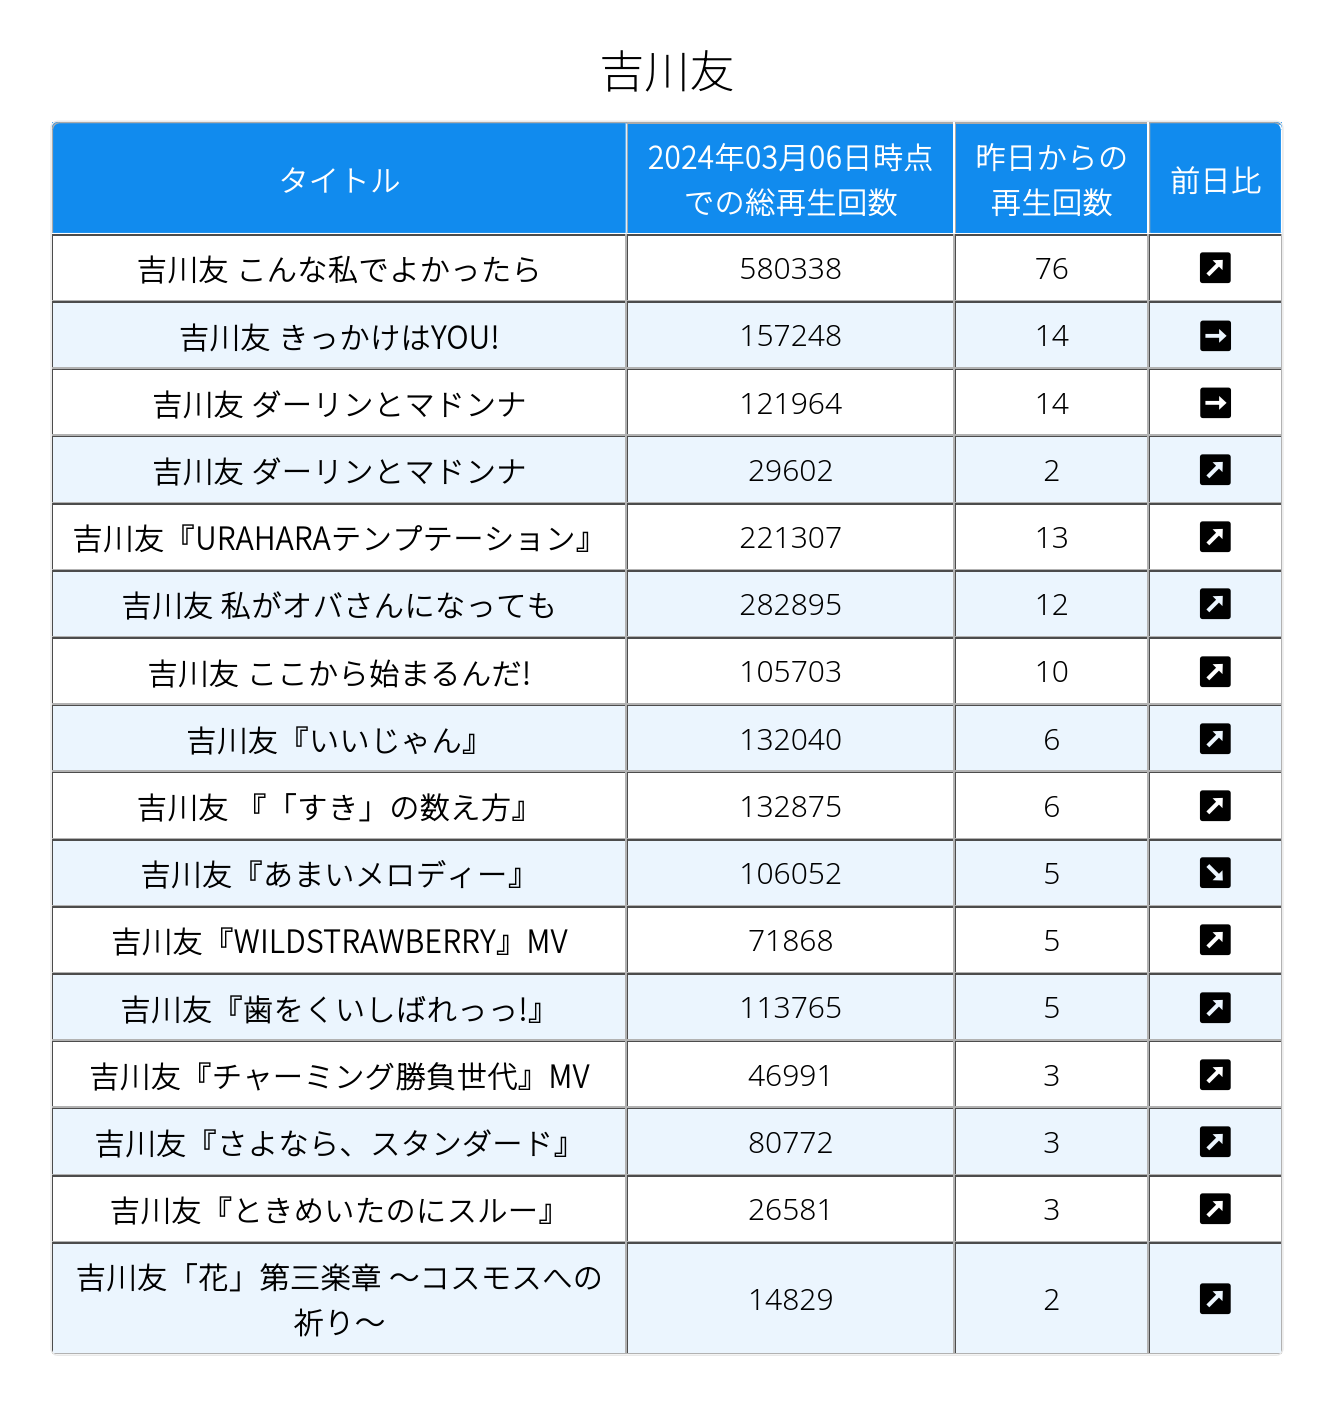 吉川友
タイトル
2024年03月06日時点
での総再生回数
昨日からの
再生回数
前日比
吉川友 こんな私でよかったら 580338 76
吉川友 きっかけはYOU! 157248 14
吉川友 ダーリンとマドンナ 121964 14
吉川友 ダーリンとマドンナ 29602 2
吉川友『URAHARAテンプテーション』 221307 13
吉川友 私がオバさんになっても 282895 12
吉川友 ここから始まるんだ! 105703 10
吉川友『いいじゃん』 132040 6
吉川友 『「すき」の数え方』 132875 6
吉川友『あまいメロディー』 106052 5
吉川友『WILDSTRAWBERRY』MV 71868 5
吉川友『歯をくいしばれっっ!』 113765 5
吉川友『チャーミング勝負世代』MV 46991 3
吉川友『さよなら、スタンダード』 80772 3
吉川友『ときめいたのにスルー』 26581 3
吉川友「花」第三楽章 〜コスモスへの
祈り〜 14829 2